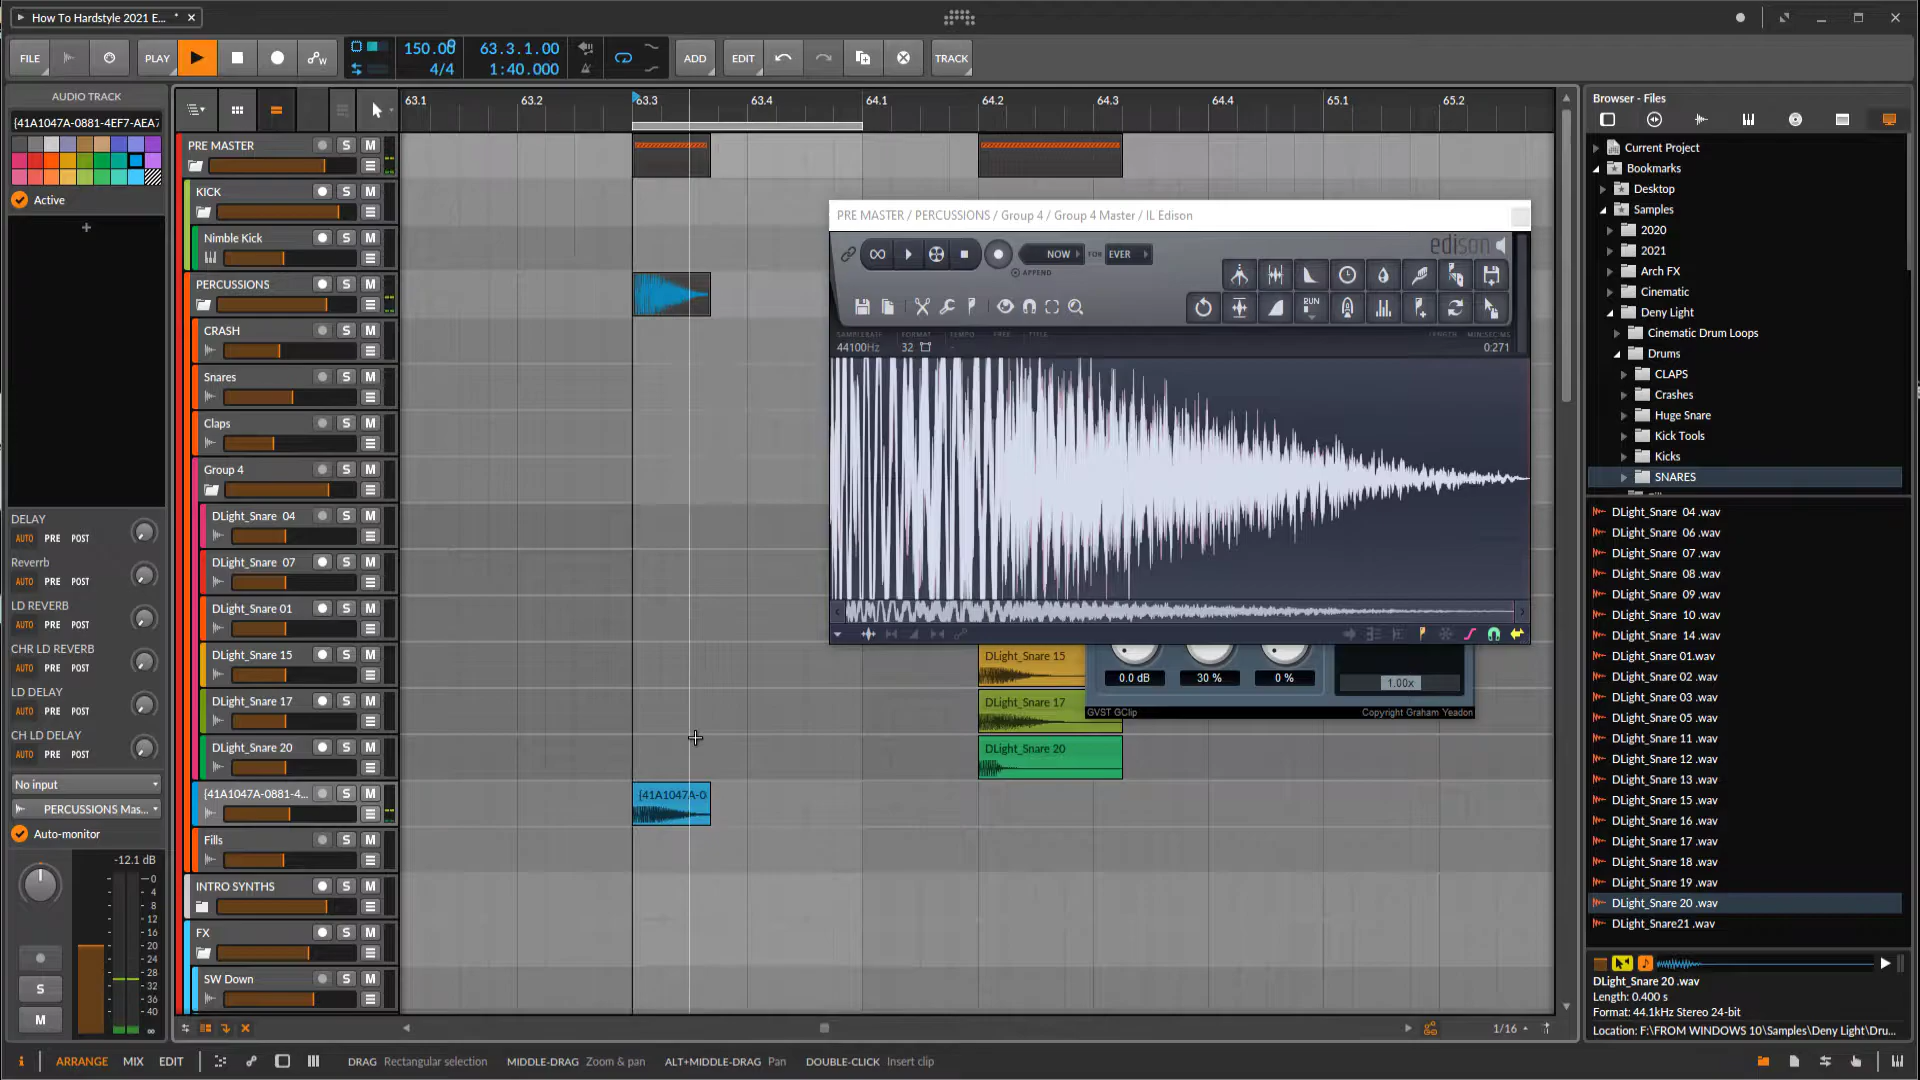 How To Hardstyle 2021 E... *
FILE
PLAY
150.00
4/4
63.3.1.00
1:40.000
ADD
EDIT
TRACK
AUDIO TRACK
{41A1047A-0881-4EF7-AEA7
Active
63.1
63.2
63.3
63.4
64.1
64.2
64.3
64.4
65.1
65.2
PRE MASTER
S
M
KICK
S
M
Nimble Kick
S
M
PERCUSSIONS
S
M
CRASH
S
M
Snares
S
M
Claps
S
M
Group 4
S
M
DLight_Snare 04
S
M
DLight_Snare 07
S
M
DLight_Snare 01
S
M
DLight_Snare 15
S
M
DLight_Snare 17
S
M
DLight_Snare 20
S
M
{41A1047A-0881-4...
S
M
Fills
S
M
INTRO SYNTHS
S
M
FX
S
M
SW Down
S
M
DELAY
AUTO PRE POST
Reverrb
AUTO PRE POST
LD REVERB
AUTO PRE POST
CHR LD REVERB
AUTO PRE POST
LD DELAY
AUTO PRE POST
CH LD DELAY
AUTO PRE POST
No input
PERCUSSIONS Mas...
Auto-monitor
-12.1 dB
0
4
8
12
16
20
24
28
32
36
40
∞
S
M
PRE MASTER / PERCUSSIONS / Group 4 / Group 4 Master / IL Edison
edison
NOW
FOR
EVER
APPEND
RUN
SAMPLERATE
FORMAT
TEMPO
FREE
TITLE
LENGTH
MIN:SEC:MS
44100Hz
32
0:271
DLight_Snare 15
DLight_Snare 17
DLight_Snare 20
{41A1047A-0
0.0 dB
30 %
0 %
1.00x
GVST GClip
Copyright Graham Yeadon
Browser - Files
Current Project
Bookmarks
Desktop
Samples
2020
2021
Arch FX
Cinematic
Deny Light
Cinematic Drum Loops
Drums
CLAPS
Crashes
Huge Snare
Kick Tools
Kicks
SNARES
DLight_Snare 04 .wav
DLight_Snare 06 .wav
DLight_Snare 07 .wav
DLight_Snare 08 .wav
DLight_Snare 09 .wav
DLight_Snare 10 .wav
DLight_Snare 14 .wav
DLight_Snare 01.wav
DLight_Snare 02 .wav
DLight_Snare 03 .wav
DLight_Snare 05 .wav
DLight_Snare 11 .wav
DLight_Snare 12 .wav
DLight_Snare 13 .wav
DLight_Snare 15 .wav
DLight_Snare 16 .wav
DLight_Snare 17 .wav
DLight_Snare 18 .wav
DLight_Snare 19 .wav
DLight_Snare 20 .wav
DLight_Snare21 .wav
DLight_Snare 20 .wav
Length: 0.400 s
Format: 44.1kHz Stereo 24-bit
Location: F:\FROM WINDOWS 10\Samples\Deny Light\Dru...
1/16
ARRANGE
MIX
EDIT
DRAG Rectangular selection
MIDDLE-DRAG Zoom & pan
ALT+MIDDLE-DRAG Pan
DOUBLE-CLICK Insert clip